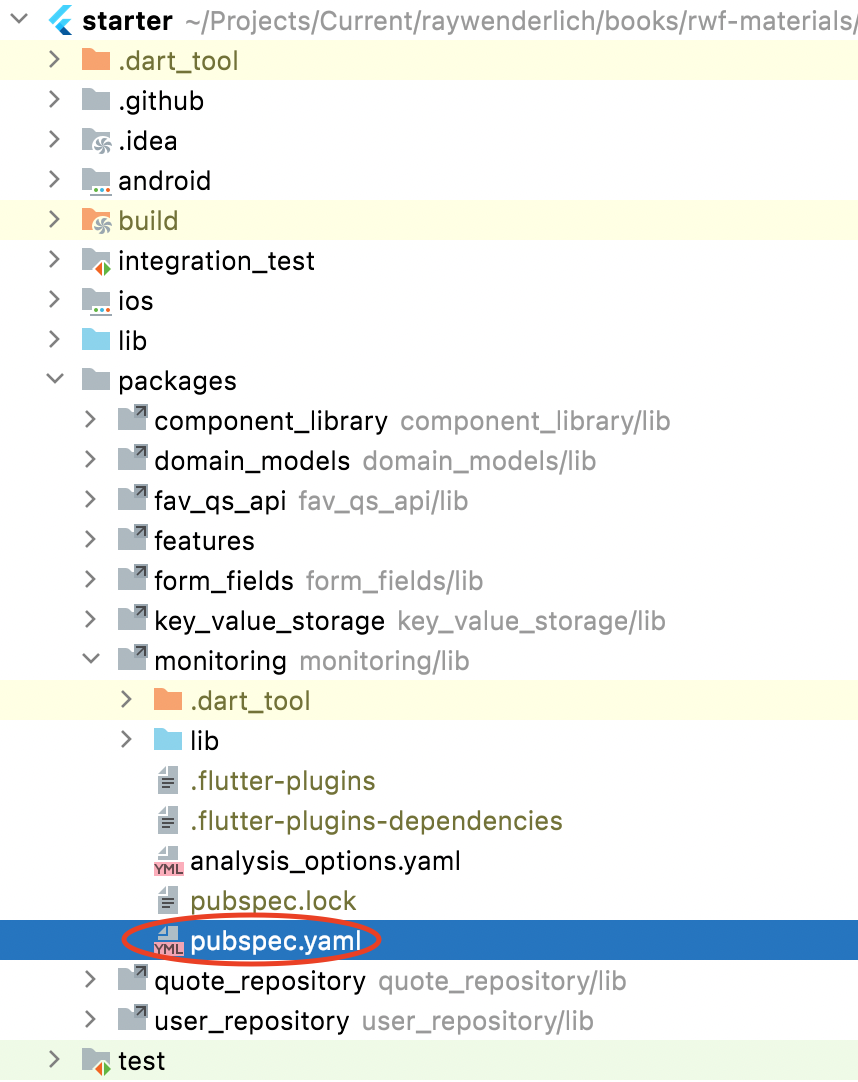 starter ~/Projects/Current/raywenderlich/books/rwf-materials/
.dart_tool
.github
.idea
android
build
integration_test
ios
lib
packages
component_library component_library/lib
domain_models domain_models/lib
fav_qs_api fav_qs_api/lib
features
form_fields form_fields/lib
key_value_storage key_value_storage/lib
monitoring monitoring/lib
.dart_tool
lib
.flutter-plugins
.flutter-plugins-dependencies
YML analysis_options.yaml
pubspec.lock
YML pubspec.yaml
quote_repository quote_repository/lib
user_repository user_repository/lib
test